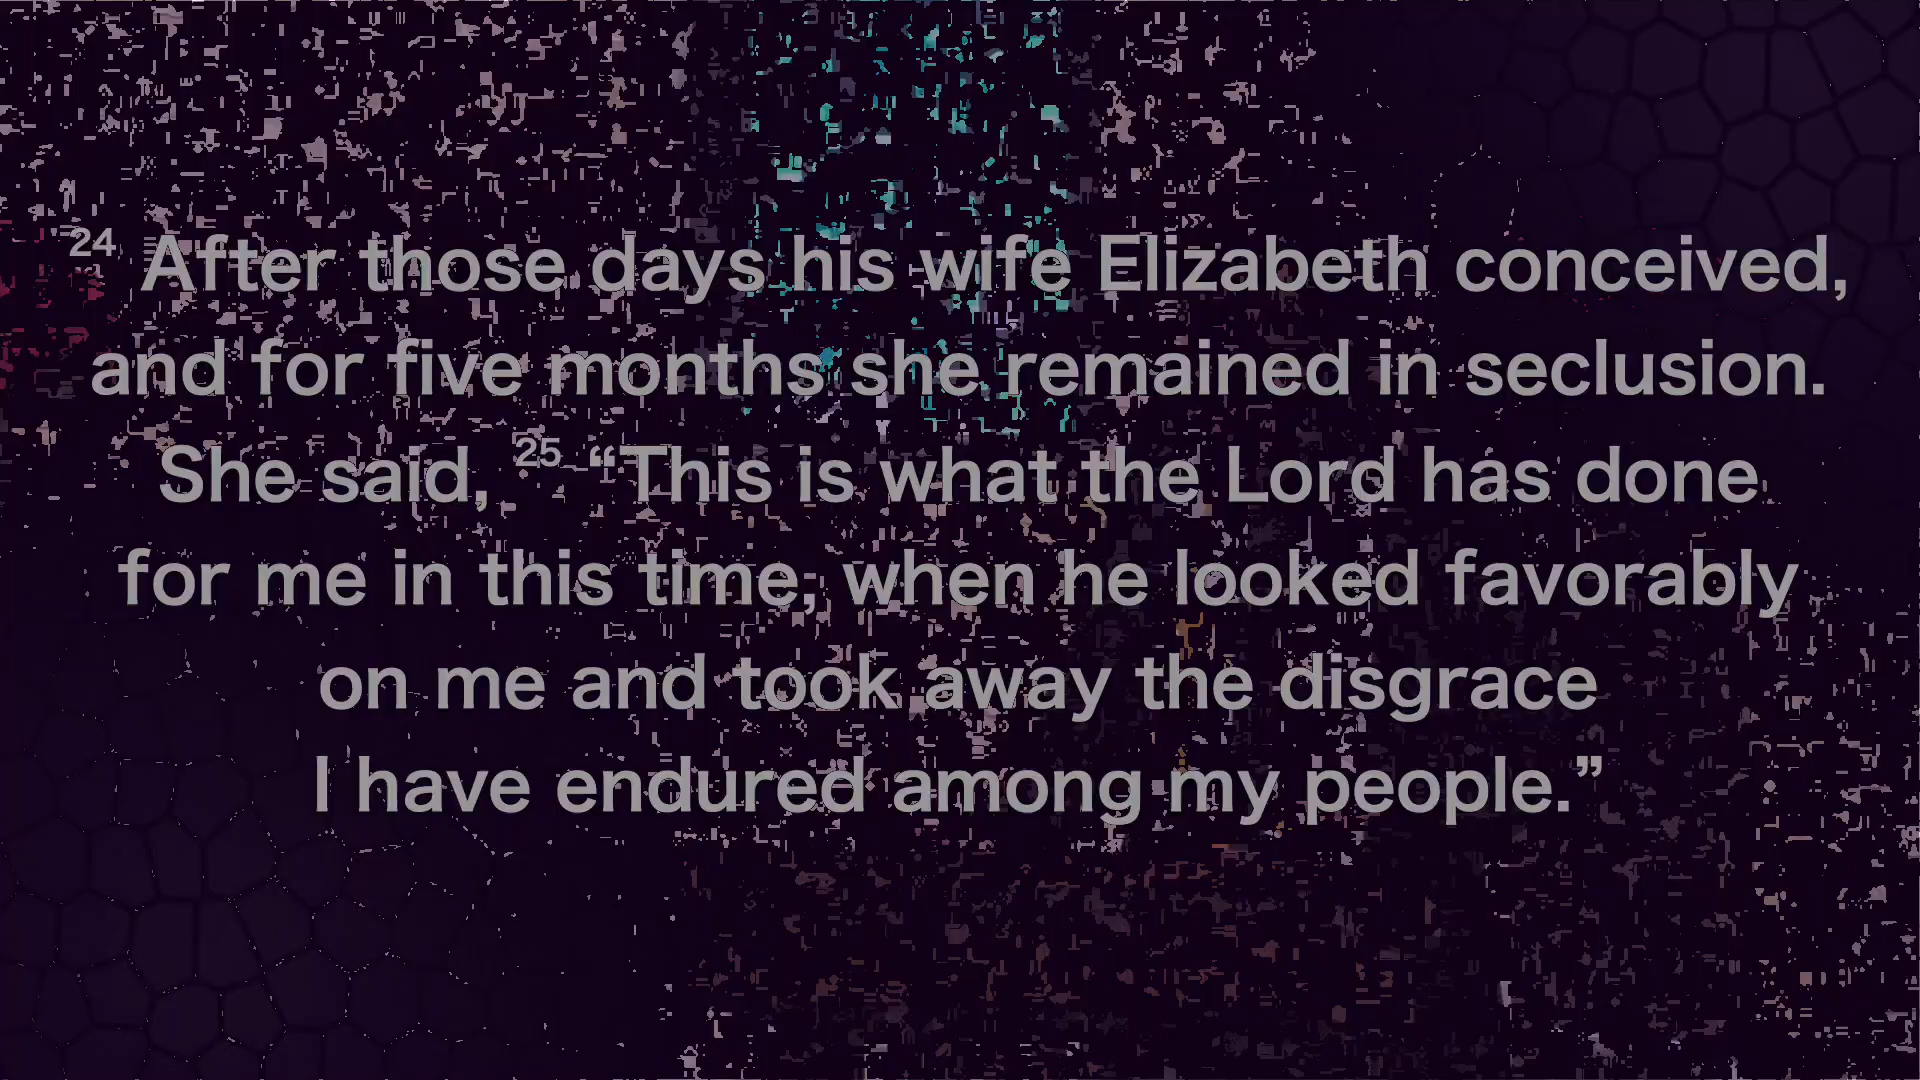 24 After those days his wife Elizabeth conceived,
and for five months she remained in seclusion.
She said, 25 “This is what the Lord has done
for me in this time, when he looked favorably
on me and took away the disgrace
I have endured among my people.”